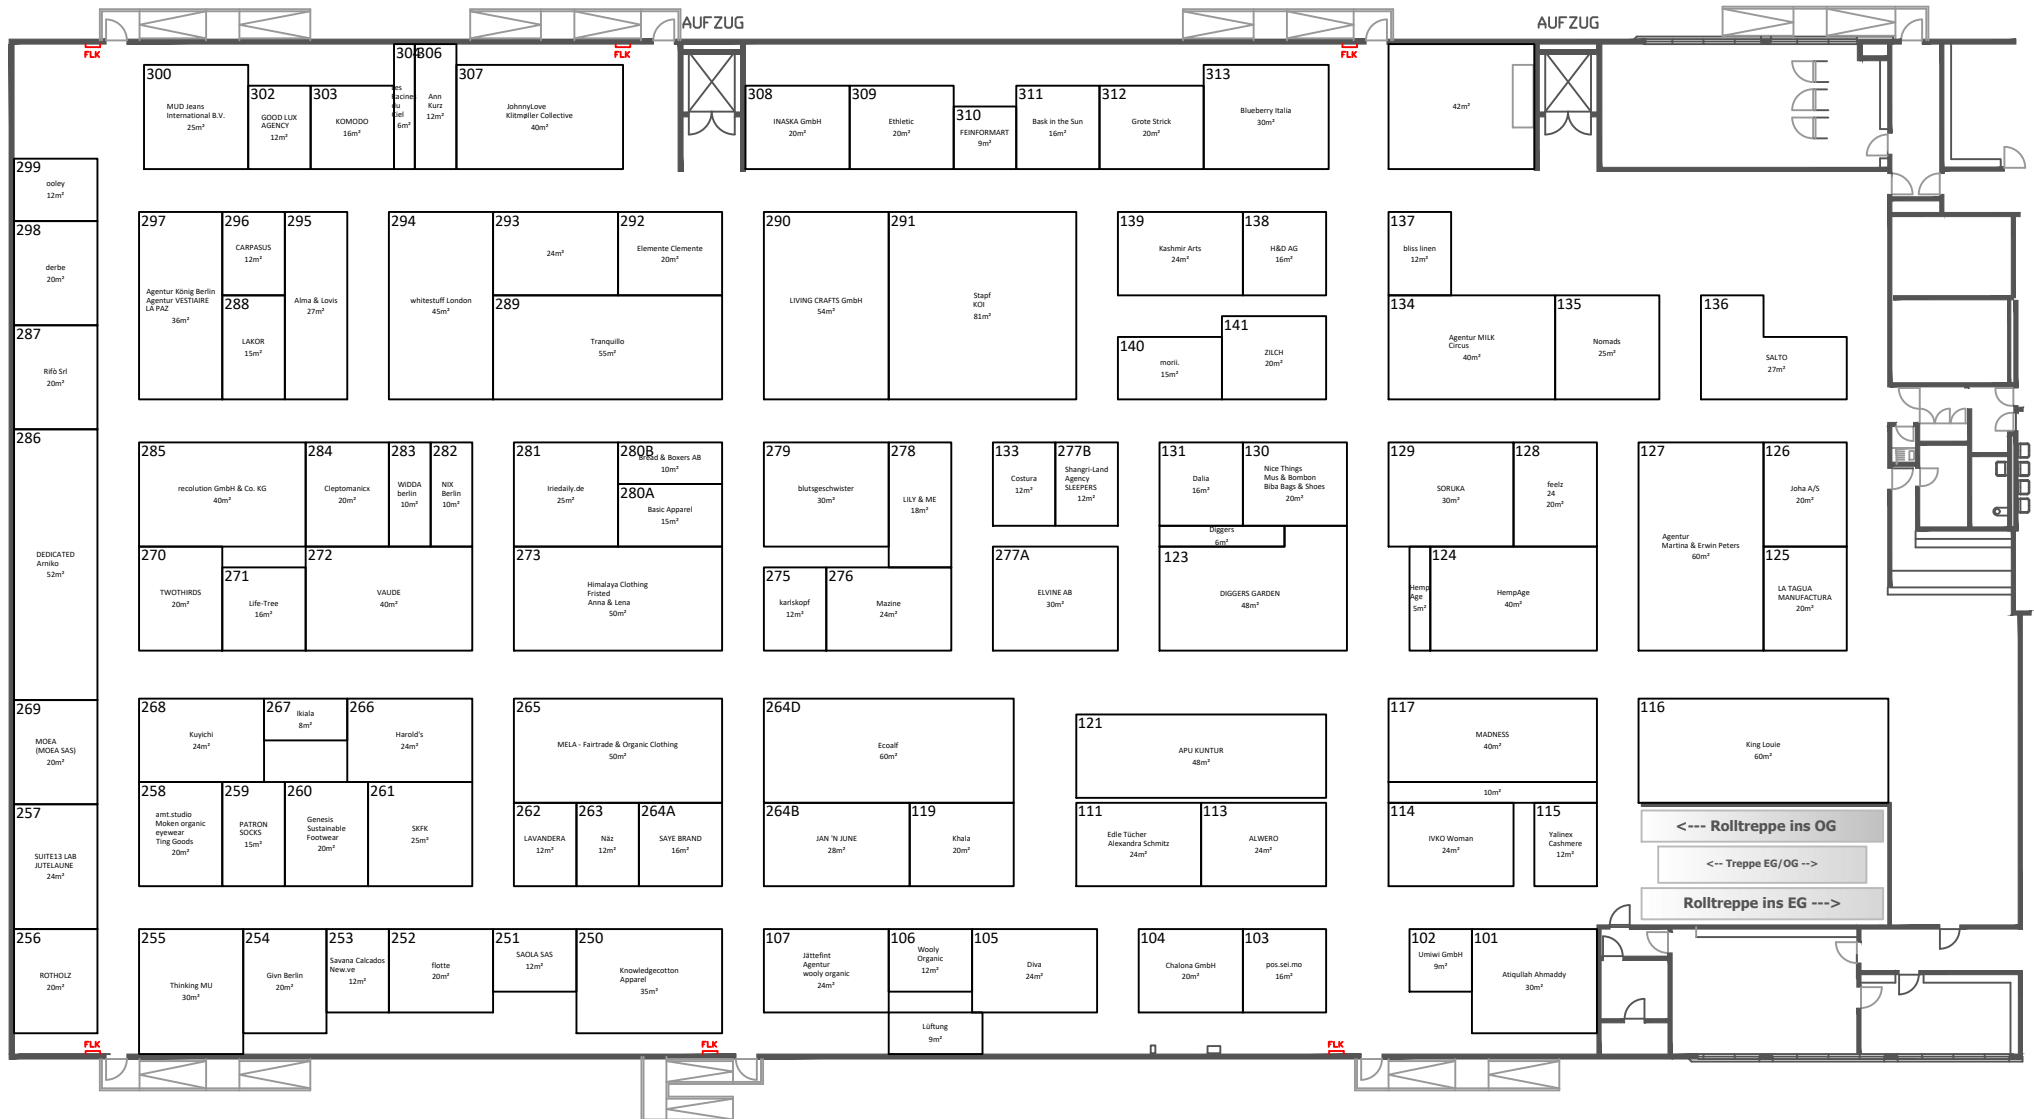 AUFZUG
AUFZUG
FLK
FLK
FLK
300
MUD Jeans
International B.V.
25m²
302
GOOD LUX
AGENCY
12m²
303
KOMODO
16m²
304
Les
Racines
du
Ciel
6m²
306
Ann
Kurz
12m²
307
JohnnyLove
Klitmøller Collective
40m²
308
INASKA GmbH
20m²
309
Ethletic
20m²
310
FEINFORMART
9m²
311
Bask in the Sun
16m²
312
Grote Strick
20m²
313
Blueberry Italia
30m²
42m²
299
ooley
12m²
298
derbe
20m²
287
Rifò Srl
20m²
286
DEDICATED
Arniko
52m²
269
MOEA
(MOEA SAS)
20m²
257
SUITE13 LAB
JUTELAUNE
24m²
256
ROTHOLZ
20m²
297
Agentur König Berlin
Agentur VESTIAIRE
LA PAZ
36m²
296
CARPASUS
12m²
295
Alma & Lovis
27m²
288
LAKOR
15m²
294
whitestuff London
45m²
293
24m²
292
Elemente Clemente
20m²
289
Tranquillo
55m²
290
LIVING CRAFTS GmbH
54m²
291
Stapf
KOI
81m²
139
Kashmir Arts
24m²
138
H&D AG
16m²
140
morii.
15m²
141
ZILCH
20m²
137
bliss linen
12m²
134
Agentur MILK
Circus
40m²
135
Nomads
25m²
136
SALTO
27m²
285
recolution GmbH & Co. KG
40m²
284
Cleptomanicx
20m²
283
WiDDA
berlin
10m²
282
NIX
Berlin
10m²
270
TWOTHIRDS
20m²
271
Life-Tree
16m²
272
VAUDE
40m²
281
Iriedaily.de
25m²
280B
Bread & Boxers AB
10m²
280A
Basic Apparel
15m²
273
Himalaya Clothing
Fristed
Anna & Lena
50m²
279
blutsgeschwister
30m²
278
LILY & ME
18m²
275
karlskopf
12m²
276
Mazine
24m²
133
Costura
12m²
277B
Shangri-Land
Agency
SLEEPERS
12m²
277A
ELVINE AB
30m²
131
Dalia
16m²
130
Nice Things
Mus & Bombon
Biba Bags & Shoes
20m²
Diggers
6m²
123
DIGGERS GARDEN
48m²
129
SORUKA
30m²
128
feelz
24
20m²
Hemp
Age
5m²
124
HempAge
40m²
127
Agentur
Martina & Erwin Peters
60m²
126
Joha A/S
20m²
125
LA TAGUA
MANUFACTURA
20m²
268
Kuyichi
24m²
267
Ikiala
8m²
266
Harold's
24m²
258
amt.studio
Moken organic
eyewear
Ting Goods
20m²
259
PATRON
SOCKS
15m²
260
Genesis
Sustainable
Footwear
20m²
261
SKFK
25m²
265
MELA - Fairtrade & Organic Clothing
50m²
262
LAVANDERA
12m²
263
Näz
12m²
264A
SAYE BRAND
16m²
264D
Ecoalf
60m²
264B
JAN 'N JUNE
28m²
119
Khala
20m²
121
APU KUNTUR
48m²
111
Edle Tücher
Alexandra Schmitz
24m²
113
ALWERO
24m²
117
MADNESS
40m²
10m²
114
IVKO Woman
24m²
115
Yalinex
Cashmere
12m²
116
King Louie
60m²
<--- Rolltreppe ins OG
<-- Treppe EG/OG -->
Rolltreppe ins EG --->
255
Thinking MU
30m²
254
Givn Berlin
20m²
253
Savana Calcados
New.ve
12m²
252
flotte
20m²
251
SAOLA SAS
12m²
250
Knowledgecotton
Apparel
35m²
107
Jättefint
Agentur
wooly organic
24m²
106
Wooly
Organic
12m²
105
Diva
24m²
Lüftung
9m²
104
Chalona GmbH
20m²
103
pos.sei.mo
16m²
102
Umiwi GmbH
9m²
101
Atiqullah Ahmaddy
30m²
FLK
FLK
FLK